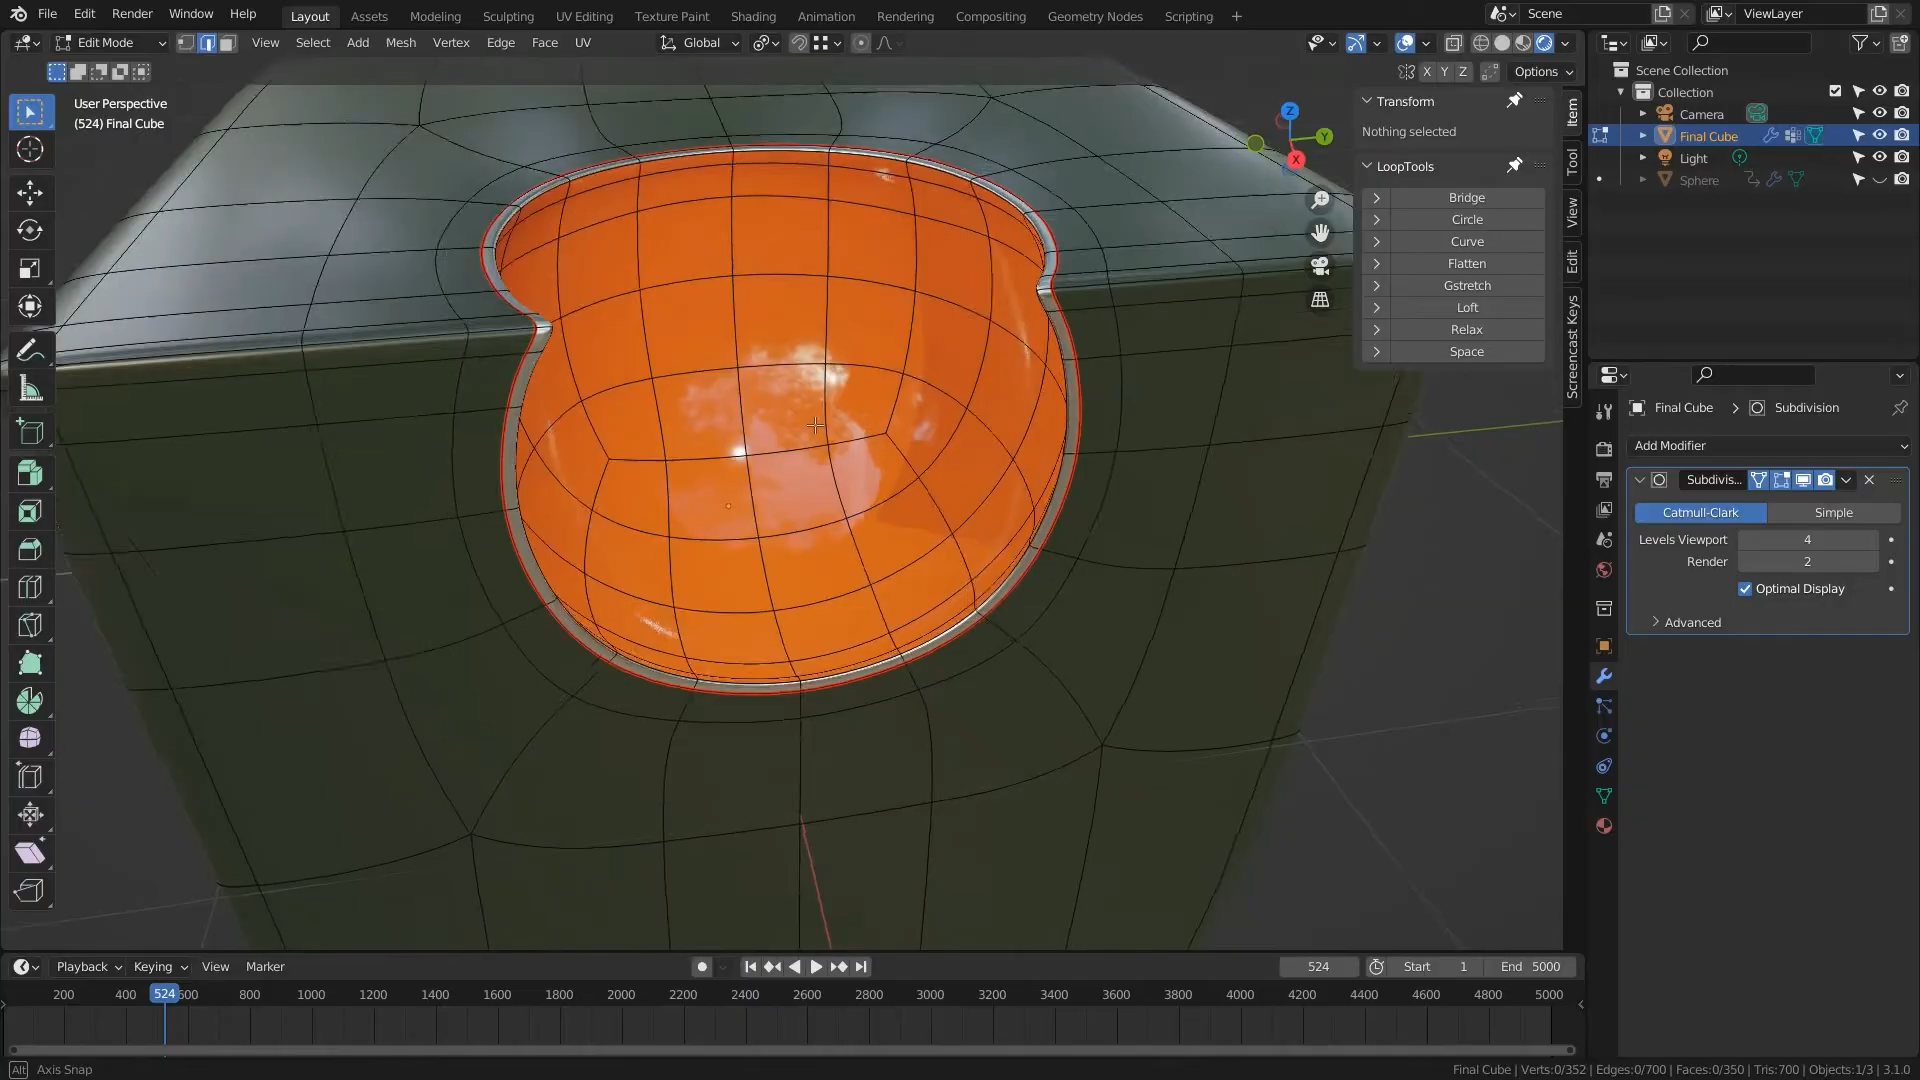 File Edit Render Window Help Layout Assets Modeling Sculpting UV Editing Texture Paint Shading Animation Rendering Compositing Geometry Nodes Scripting + Scene ViewLayer
Edit Mode View Select Add Mesh Vertex Edge Face UV Global
X Y Z Options
User Perspective
(524) Final Cube
Z
Y
X
Transform
Nothing selected
LoopTools
Bridge
Circle
Curve
Flatten
Gstretch
Loft
Relax
Space
Item
Tool
View
Edit
Screencast Keys
Scene Collection
Collection
Camera
Final Cube
Light
Sphere
Final Cube > Subdivision
Add Modifier
Subdivis...
Catmull-Clark Simple
Levels Viewport 4
Render 2
Optimal Display
Advanced
Playback Keying View Marker 524 Start 1 End 5000
200 400 524 600 800 1000 1200 1400 1600 1800 2000 2200 2400 2600 2800 3000 3200 3400 3600 3800 4000 4200 4400 4600 4800 5000
Alt Axis Snap
Final Cube | Verts:0/352 | Edges:0/700 | Faces:0/350 | Tris:700 | Objects:1/3 | 3.1.0